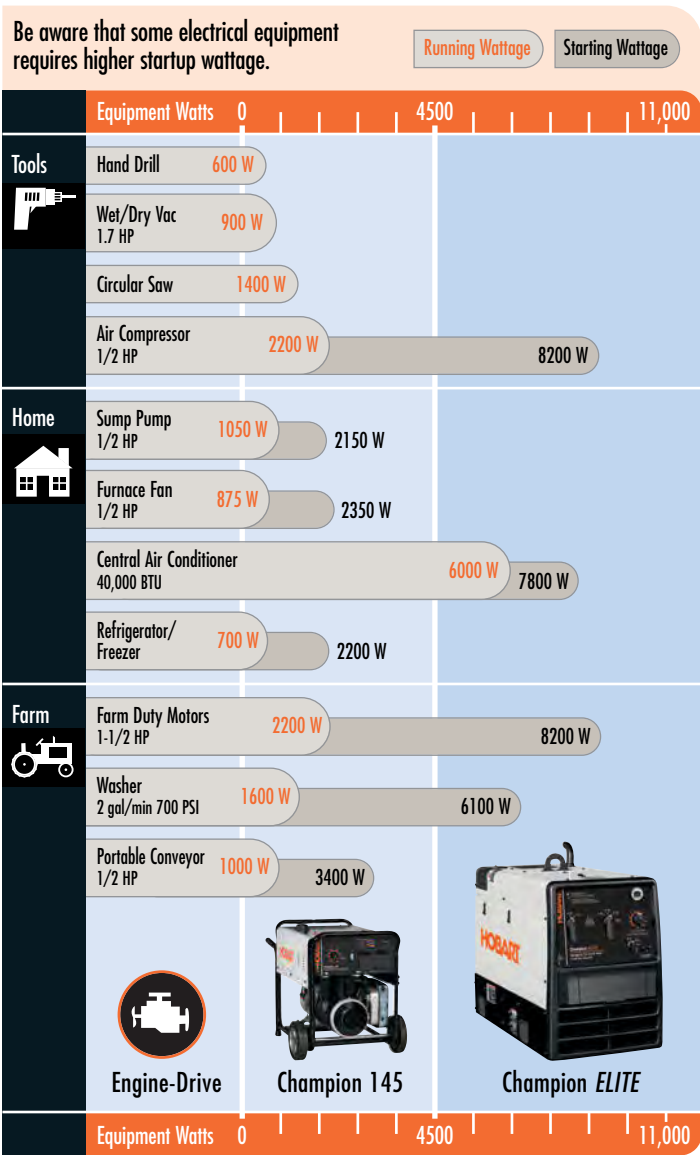 Be aware that some electrical equipment
requires higher startup wattage.
Running Wattage
Starting Wattage
Equipment Watts 0 4500 11,000
Tools
Hand Drill 600 W
Wet/Dry Vac
1.7 HP
900 W
Circular Saw 1400 W
Air Compressor
1/2 HP
2200 W
8200 W
Home
Sump Pump
1/2 HP
1050 W
2150 W
Furnace Fan
1/2 HP
875 W
2350 W
Central Air Conditioner
40,000 BTU
6000 W
7800 W
Refrigerator/
Freezer
700 W
2200 W
Farm
Farm Duty Motors
1-1/2 HP
2200 W
8200 W
Washer
2 gal/min 700 PSI
1600 W
6100 W
Portable Conveyor
1/2 HP
1000 W
3400 W
HOBART
HOBART
Engine-Drive
Champion 145
Champion ELITE
Equipment Watts 0 4500 11,000